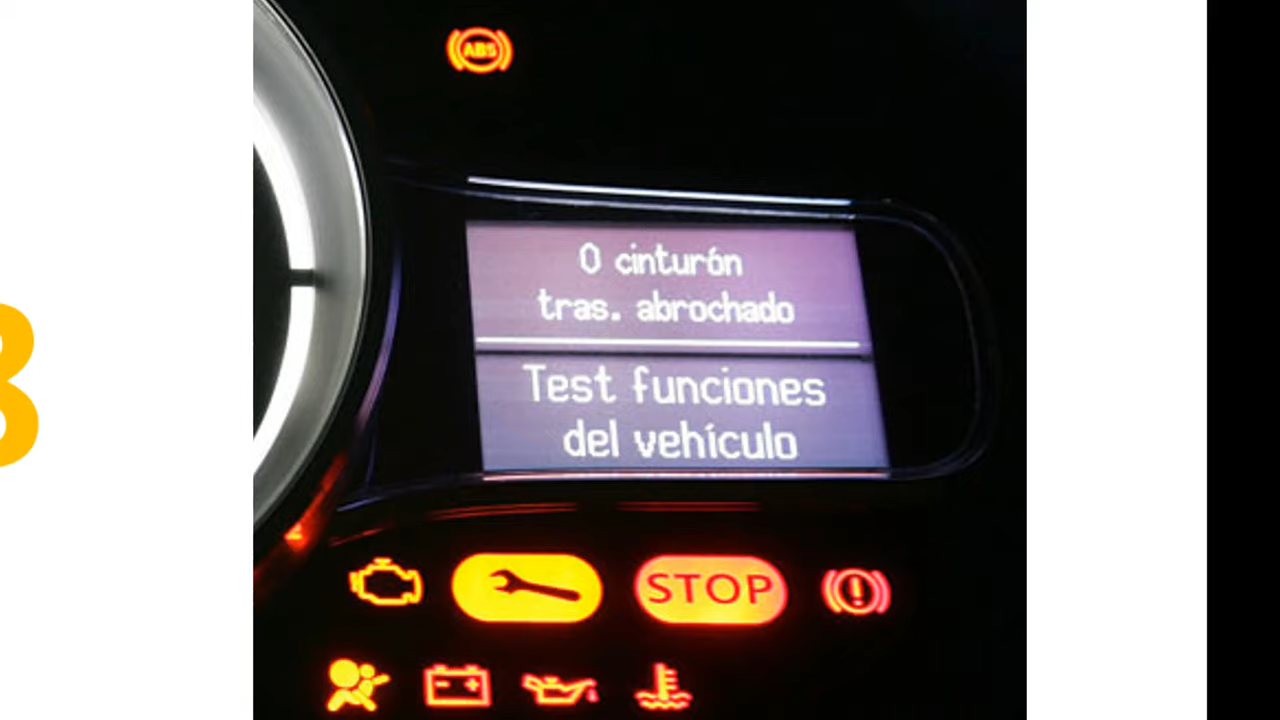 ABS
0 cinturón
tras. abrochado
Test funciones
del vehículo
STOP